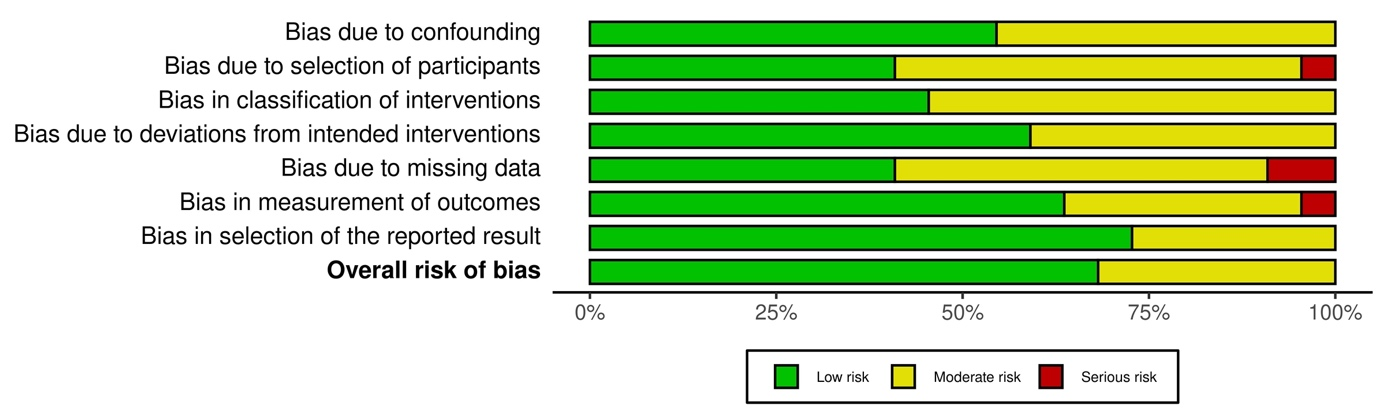 Bias due to confounding
Bias due to selection of participants
Bias in classification of interventions
Bias due to deviations from intended interventions
Bias due to missing data
Bias in measurement of outcomes
Bias in selection of the reported result
Overall risk of bias
0% 25% 50% 75% 100%
Low risk Moderate risk Serious risk